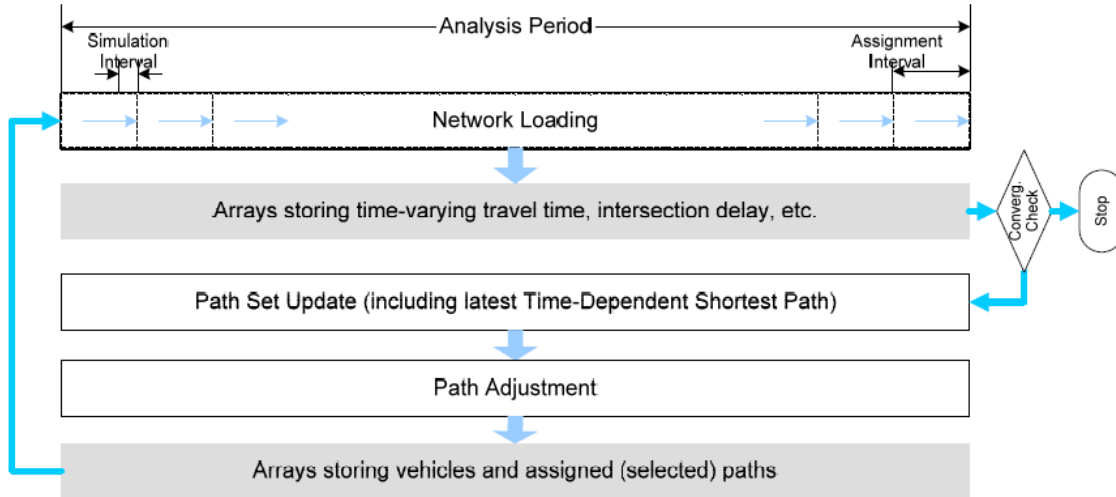 Analysis Period
Simulation
Interval
Assignment
Interval
Network Loading
Arrays storing time-varying travel time, intersection delay, etc.
Converg.
Check
Stop
Path Set Update (including latest Time-Dependent Shortest Path)
Path Adjustment
Arrays storing vehicles and assigned (selected) paths